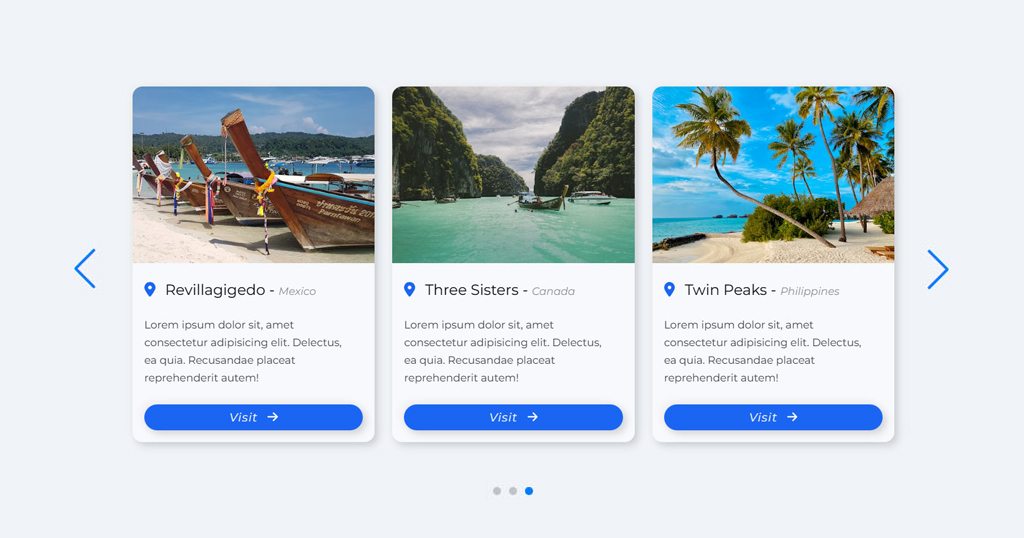 Revillagigedo - Mexico
Lorem ipsum dolor sit, amet
consectetur adipisicing elit. Delectus,
ea quia. Recusandae placeat
reprehenderit autem!
Visit →
Three Sisters - Canada
Lorem ipsum dolor sit, amet
consectetur adipisicing elit. Delectus,
ea quia. Recusandae placeat
reprehenderit autem!
Visit →
Twin Peaks - Philippines
Lorem ipsum dolor sit, amet
consectetur adipisicing elit. Delectus,
ea quia. Recusandae placeat
reprehenderit autem!
Visit →